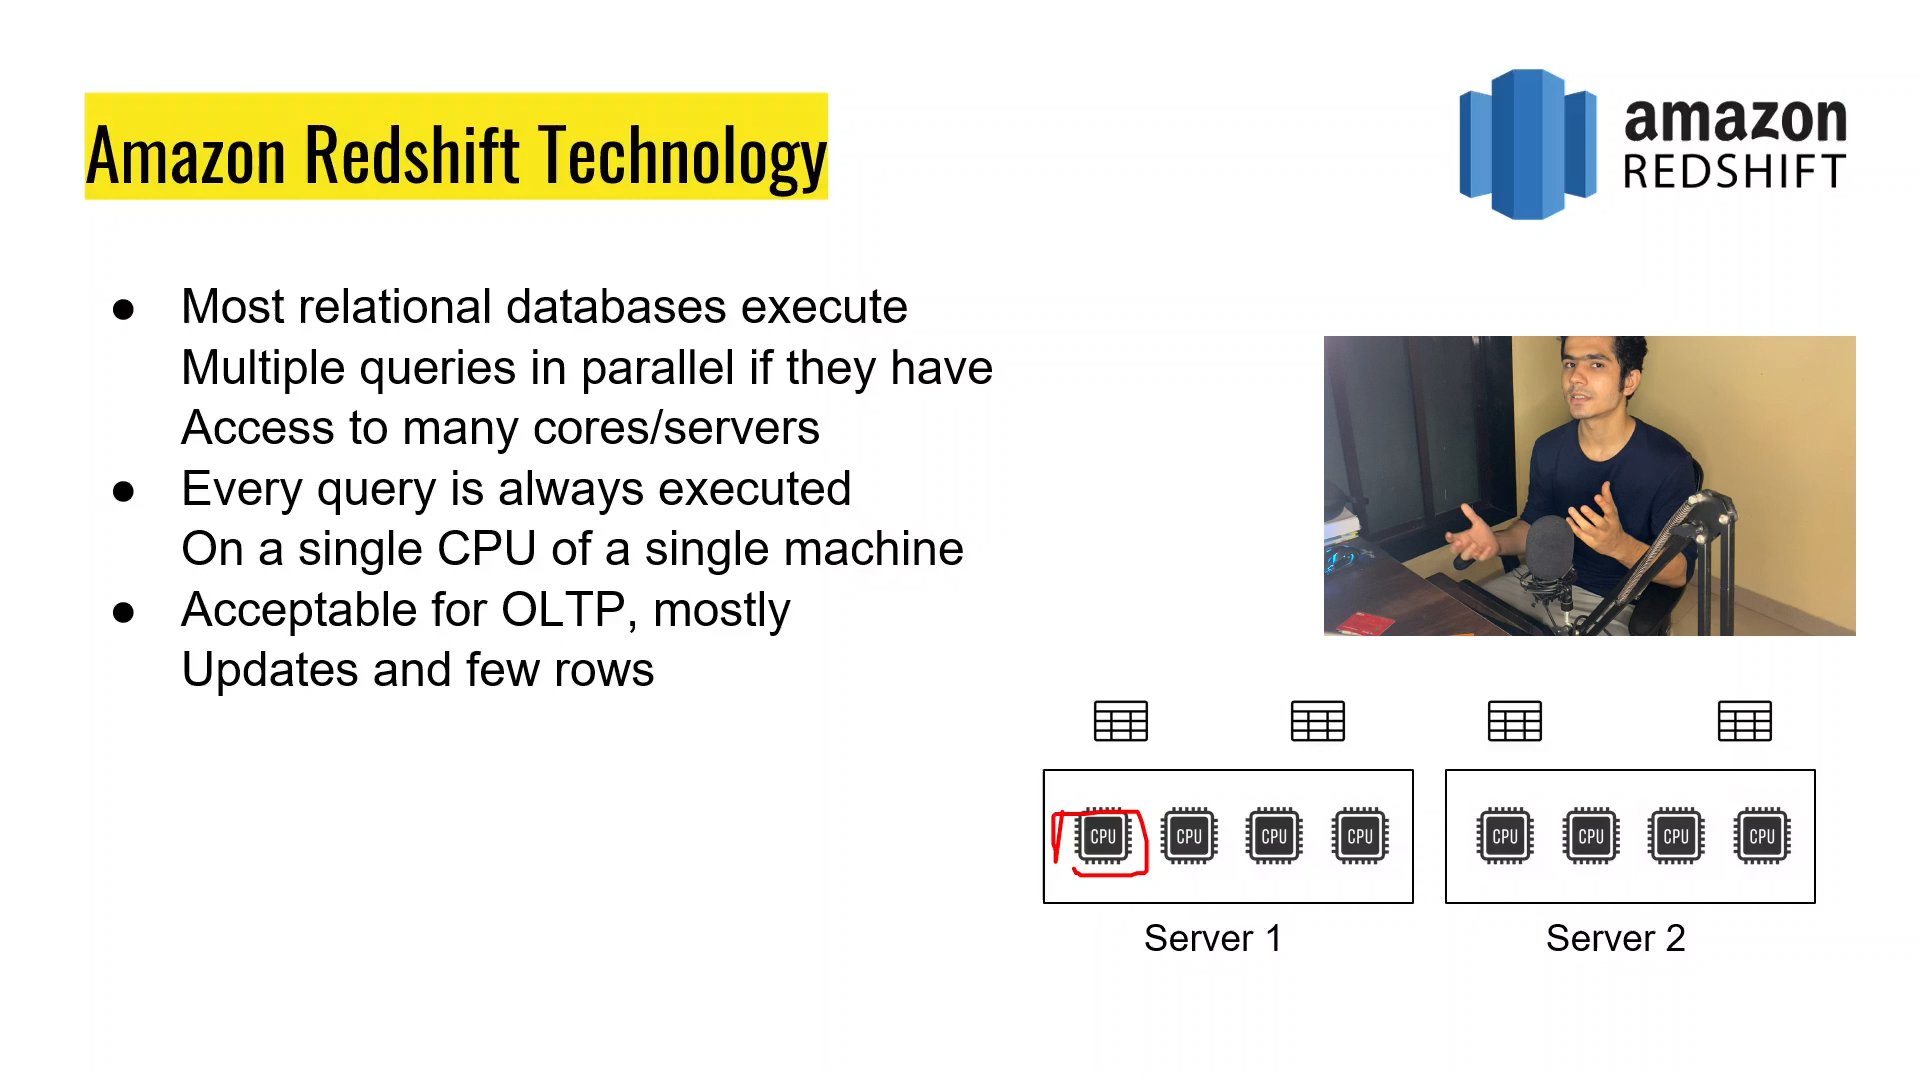 Amazon Redshift Technology
amazon
REDSHIFT
● Most relational databases execute
Multiple queries in parallel if they have
Access to many cores/servers
● Every query is always executed
On a single CPU of a single machine
● Acceptable for OLTP, mostly
Updates and few rows
CPU CPU CPU CPU CPU CPU CPU CPU
Server 1 Server 2